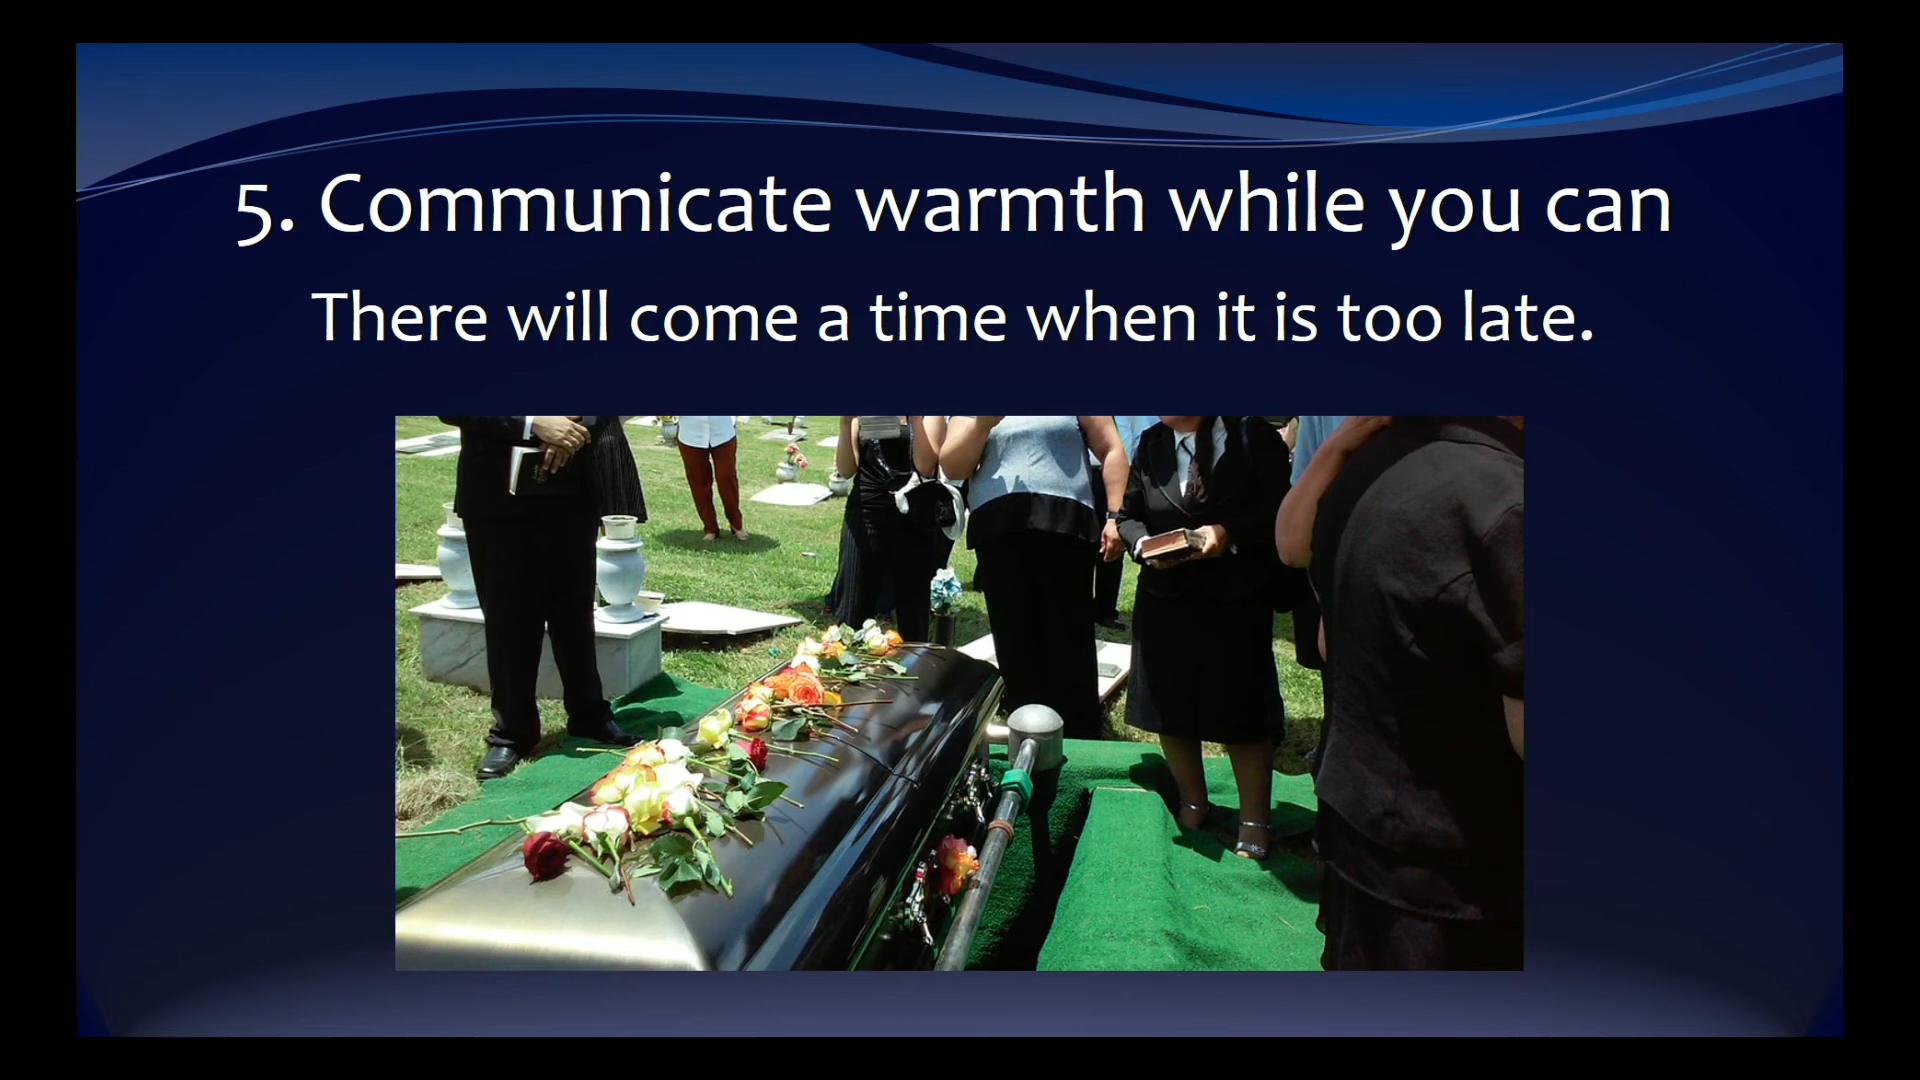 5. Communicate warmth while you can
There will come a time when it is too late.